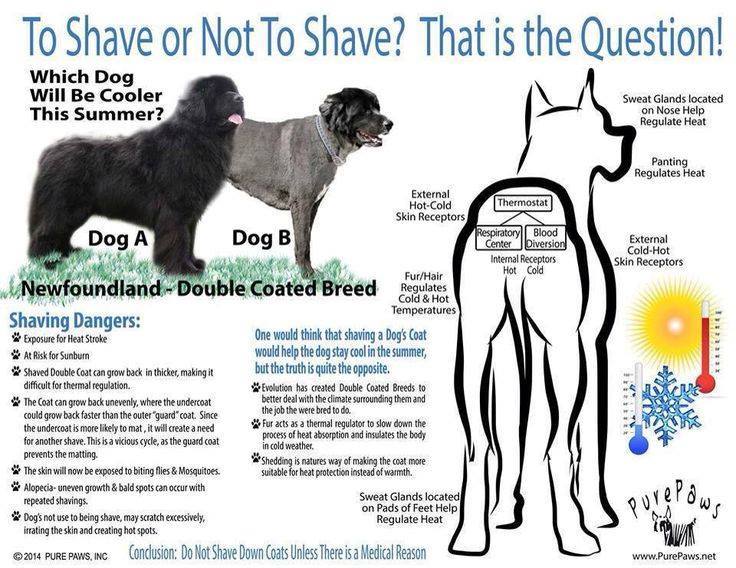 To Shave or Not To Shave? That is the Question!
Which Dog
Will Be Cooler
This Summer?
Dog A
Dog B
Newfoundland - Double Coated Breed
Shaving Dangers:
Exposure for Heat Stroke
At Risk for Sunburn
Shaved Double Coat can grow back in thicker, making it
difficult for thermal regulation.
The Coat can grow back unevenly, where the undercoat
could grow back faster than the outer "guard" coat. Since
the undercoat is more likely to mat, it will create a need
for another shave. This is a vicious cycle, as the guard coat
prevents the matting.
The skin will now be exposed to biting flies & Mosquitoes.
Alopecia- uneven growth & bald spots can occur with
repeated shavings.
Dog's not use to being shave, may scratch excessively,
irrating the skin and creating hot spots.
One would think that shaving a Dog's Coat
would help the dog stay cool in the summer,
but the truth is quite the opposite.
Evolution has created Double Coated Breeds to
better deal with the climate surrounding them and
the job the were bred to do.
Fur acts as a thermal regulator to slow down the
process of heat absorption and insulates the body
in cold weather.
Shedding is natures way of making the coat more
suitable for heat protection instead of warmth.
Sweat Glands located
on Nose Help
Regulate Heat
Panting
Regulates Heat
External
Hot-Cold
Skin Receptors
Thermostat
Respiratory
Center
Blood
Diversion
Internal Receptors
Hot Cold
External
Cold-Hot
Skin Receptors
Fur/Hair
Regulates
Cold & Hot
Temperatures
Sweat Glands located
on Pads of Feet Help
Regulate Heat
PurePaws
www.PurePaws.net
© 2014 PURE PAWS, INC
Conclusion: Do Not Shave Down Coats Unless There is a Medical Reason